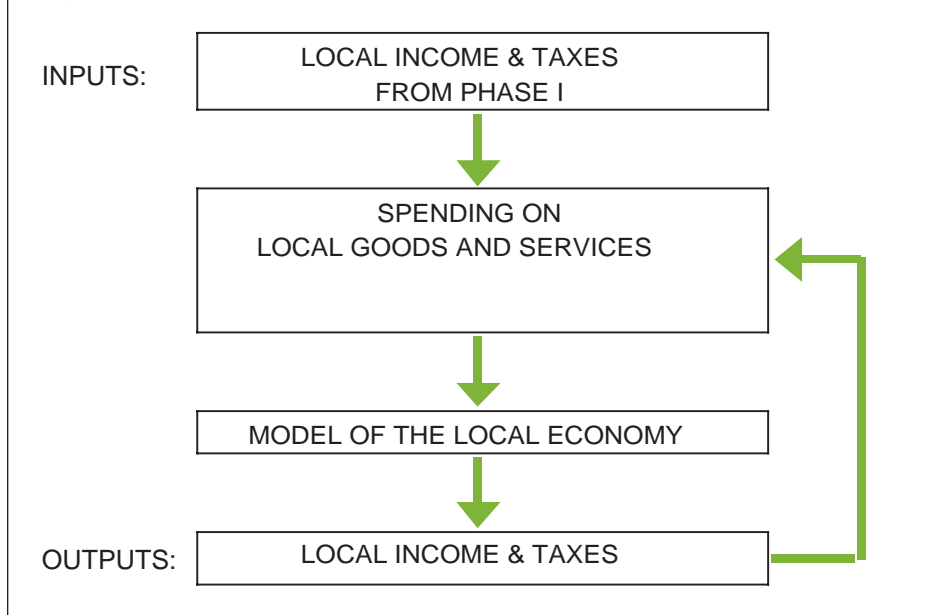 INPUTS:
LOCAL INCOME & TAXES
FROM PHASE I
SPENDING ON
LOCAL GOODS AND SERVICES
MODEL OF THE LOCAL ECONOMY
OUTPUTS:
LOCAL INCOME & TAXES